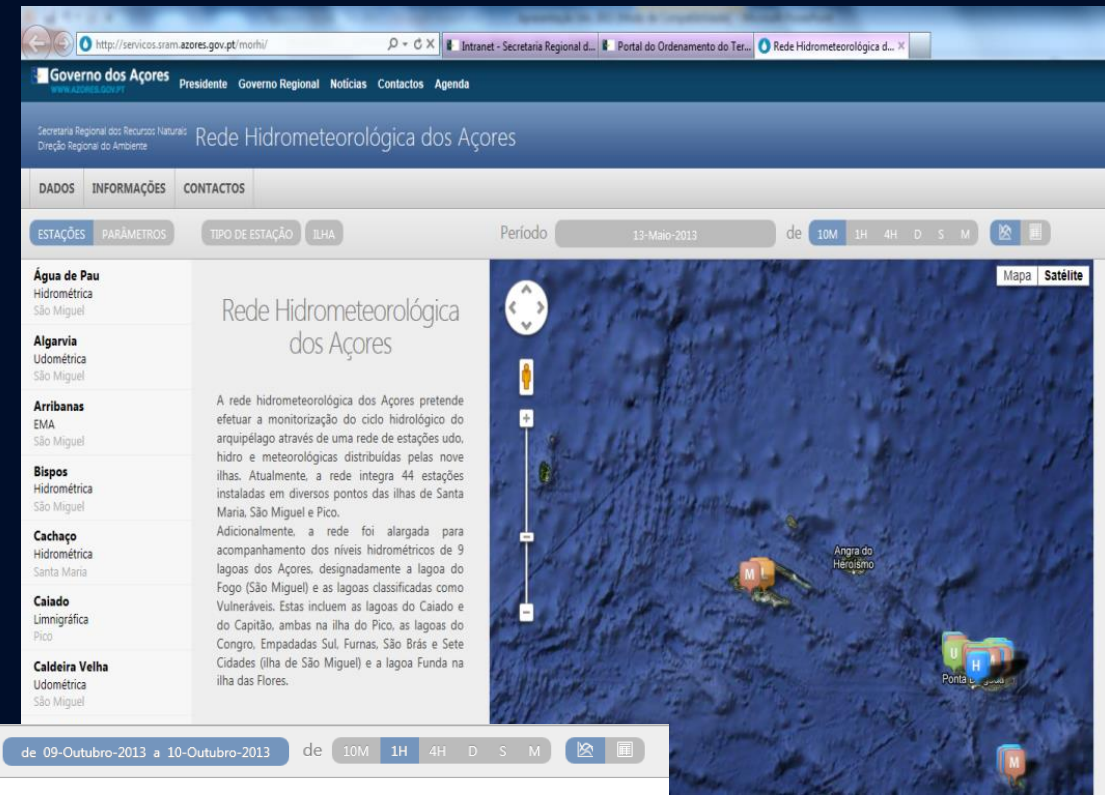 http://servicos.sram.azores.gov.pt/morhi/
Intranet - Secretaria Regional d...
Portal do Ordenamento do Ter...
Rede Hidrometeorológica d...
Governo dos Açores
WWW.AZORES.GOV.PT
Presidente Governo Regional Notícias Contactos Agenda
Secretaria Regional dos Recursos Naturais
Direção Regional do Ambiente
Rede Hidrometeorológica dos Açores
DADOS INFORMAÇÕES CONTACTOS
ESTAÇÕES PARÂMETROS TIPO DE ESTAÇÃO ILHA Período 13-Maio-2013 de 10M 1H 4H D S M
Água de Pau
Hidrométrica
São Miguel
Algarvia
Udométrica
São Miguel
Arribanas
EMA
São Miguel
Bispos
Hidrométrica
São Miguel
Cachaço
Hidrométrica
Santa Maria
Caiado
Limnigráfica
Pico
Caldeira Velha
Udométrica
São Miguel
Rede Hidrometeorológica
dos Açores
A rede hidrometeorológica dos Açores pretende
efetuar a monitorização do ciclo hidrológico do
arquipélago através de uma rede de estações udo,
hidro e meteorológicas distribuídas pelas nove
ilhas. Atualmente, a rede integra 44 estações
instaladas em diversos pontos das ilhas de Santa
Maria, São Miguel e Pico.
Adicionalmente, a rede foi alargada para
acompanhamento dos níveis hidrométricos de 9
lagoas dos Açores, designadamente a lagoa do
Fogo (São Miguel) e as lagoas classificadas como
Vulneráveis. Estas incluem as lagoas do Caiado e
do Capitão, ambas na ilha do Pico, as lagoas do
Congro, Empadadas Sul, Furnas, São Brás e Sete
Cidades (ilha de São Miguel) e a lagoa Funda na
ilha das Flores.
Mapa Satélite
Angra do
Heroísmo
M L
U
H
Ponta
M
de 09-Outubro-2013 a 10-Outubro-2013 de 10M 1H 4H D S M